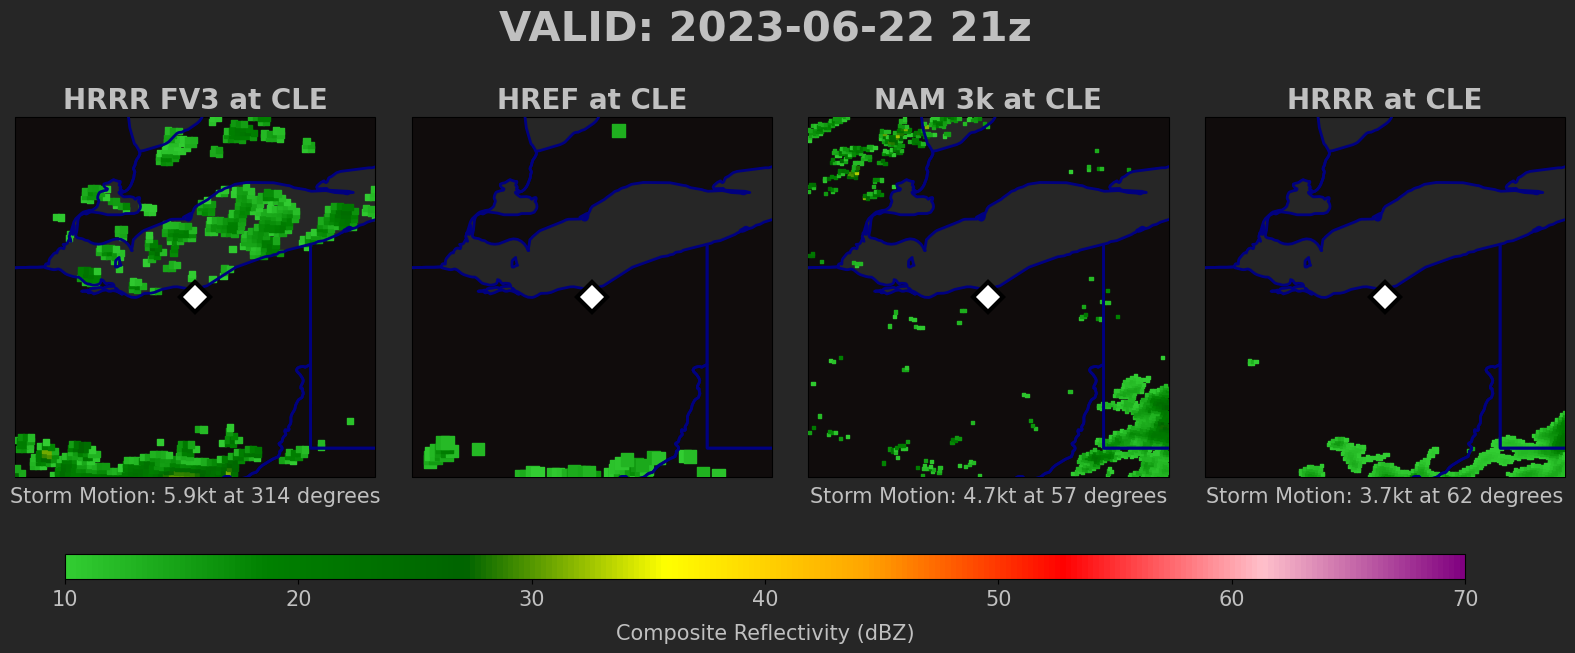 VALID: 2023-06-22 21z
HRRR FV3 at CLE
HREF at CLE
NAM 3k at CLE
HRRR at CLE
Storm Motion: 5.9kt at 314 degrees
Storm Motion: 4.7kt at 57 degrees
Storm Motion: 3.7kt at 62 degrees
10 20 30 40 50 60 70
Composite Reflectivity (dBZ)